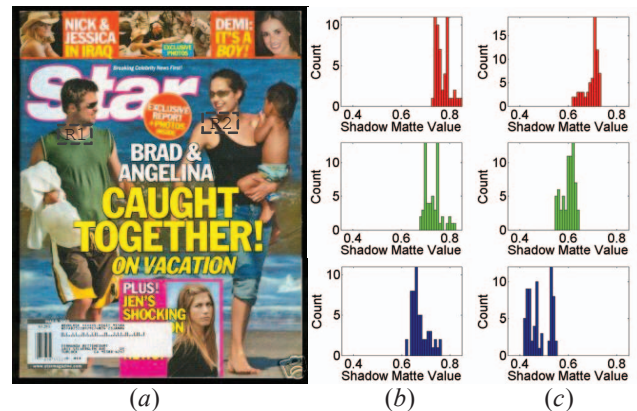 NICK &
JESSICA
IN IRAQ
EXCLUSIVE
PHOTOS
DEMI:
IT'S A
BOY!
Breaking Celebrity News First!
Star
EXCLUSIVE
REPORT
+ PHOTOS
INSIDE
R1
R2
BRAD &
ANGELINA
CAUGHT
TOGETHER!
ON VACATION
PLUS!
JEN'S
SHOCKING
www.starmagazine.com
(a)
10
5
0
Count
0.4 0.6 0.8
Shadow Matte Value
10
5
0
Count
0.4 0.6 0.8
Shadow Matte Value
10
5
0
Count
0.4 0.6 0.8
Shadow Matte Value
(b)
15
10
5
0
Count
0.4 0.6 0.8
Shadow Matte Value
15
10
5
0
Count
0.4 0.6 0.8
Shadow Matte Value
10
5
0
Count
0.4 0.6 0.8
Shadow Matte Value
(c)